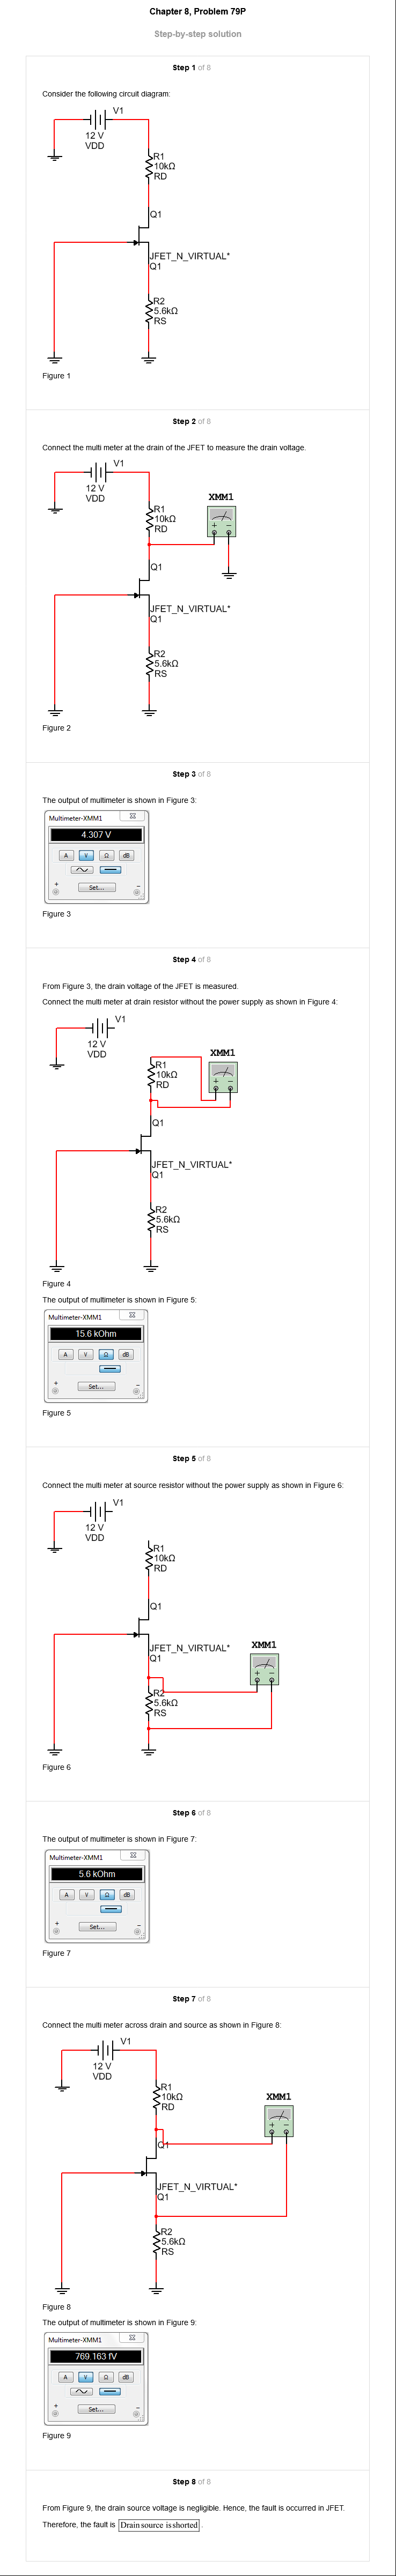 Chapter 8, Problem 79P
Step-by-step solution
Step 1 of 8
Consider the following circuit diagram:
V1
12 V
VDD
R1
10kΩ
RD
Q1
JFET_N_VIRTUAL*
Q1
R2
5.6kΩ
RS
Figure 1
Step 2 of 8
Connect the multi meter at the drain of the JFET to measure the drain voltage.
V1
12 V
VDD
XMM1
R1
10kΩ
RD
+ −
Q1
JFET_N_VIRTUAL*
Q1
R2
5.6kΩ
RS
Figure 2
Step 3 of 8
The output of multimeter is shown in Figure 3:
Multimeter-XMM1
4.307 V
A V Ω dB
+ Set... −
Figure 3
Step 4 of 8
From Figure 3, the drain voltage of the JFET is measured.
Connect the multi meter at drain resistor without the power supply as shown in Figure 4:
V1
12 V
VDD
XMM1
R1
10kΩ
RD
+ −
Q1
JFET_N_VIRTUAL*
Q1
R2
5.6kΩ
RS
Figure 4
The output of multimeter is shown in Figure 5:
Multimeter-XMM1
15.6 kOhm
A V Ω dB
+ Set... −
Figure 5
Step 5 of 8
Connect the multi meter at source resistor without the power supply as shown in Figure 6:
V1
12 V
VDD
R1
10kΩ
RD
Q1
JFET_N_VIRTUAL*
Q1
XMM1
+ −
R2
5.6kΩ
RS
Figure 6
Step 6 of 8
The output of multimeter is shown in Figure 7:
Multimeter-XMM1
5.6 kOhm
A V Ω dB
+ Set... −
Figure 7
Step 7 of 8
Connect the multi meter across drain and source as shown in Figure 8:
V1
12 V
VDD
R1
10kΩ
RD
XMM1
+ −
Q1
JFET_N_VIRTUAL*
Q1
R2
5.6kΩ
RS
Figure 8
The output of multimeter is shown in Figure 9:
Multimeter-XMM1
769.163 fV
A V Ω dB
+ Set... −
Figure 9
Step 8 of 8
From Figure 9, the drain source voltage is negligible. Hence, the fault is occurred in JFET.
Therefore, the fault is Drain source is shorted.